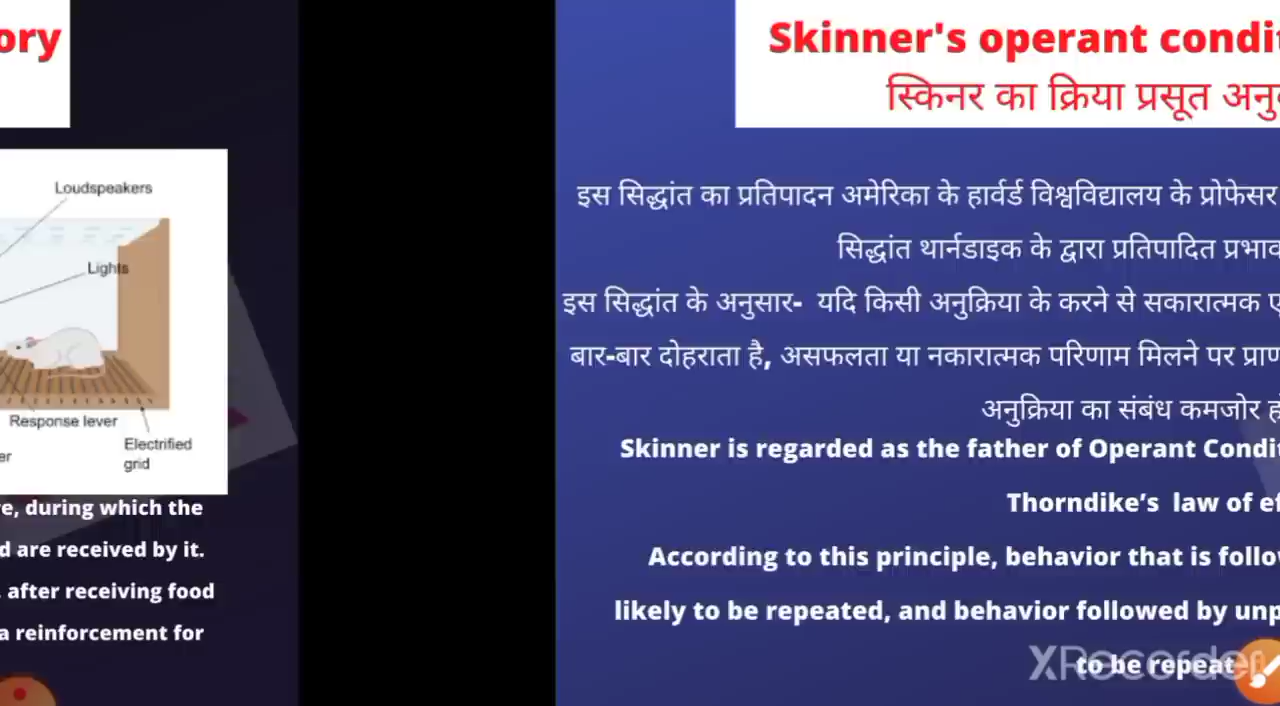 ory
Loudspeakers
Lights
Response lever
Electrified
grid
er
re, during which the
d are received by it.
, after receiving food
a reinforcement for
Skinner's operant condit
स्किनर का क्रिया प्रसूत अनु
इस सिद्धांत का प्रतिपादन अमेरिका के हार्वर्ड विश्वविद्यालय के प्रोफेसर
सिद्धांत थार्नडाइक के द्वारा प्रतिपादित प्रभाव
इस सिद्धांत के अनुसार- यदि किसी अनुक्रिया के करने से सकारात्मक ए
बार-बार दोहराता है, असफलता या नकारात्मक परिणाम मिलने पर प्राण
अनुक्रिया का संबंध कमजोर ह
Skinner is regarded as the father of Operant Condit
Thorndike’s law of ef
According to this principle, behavior that is follow
likely to be repeated, and behavior followed by unp
to be repeat
XRecorder